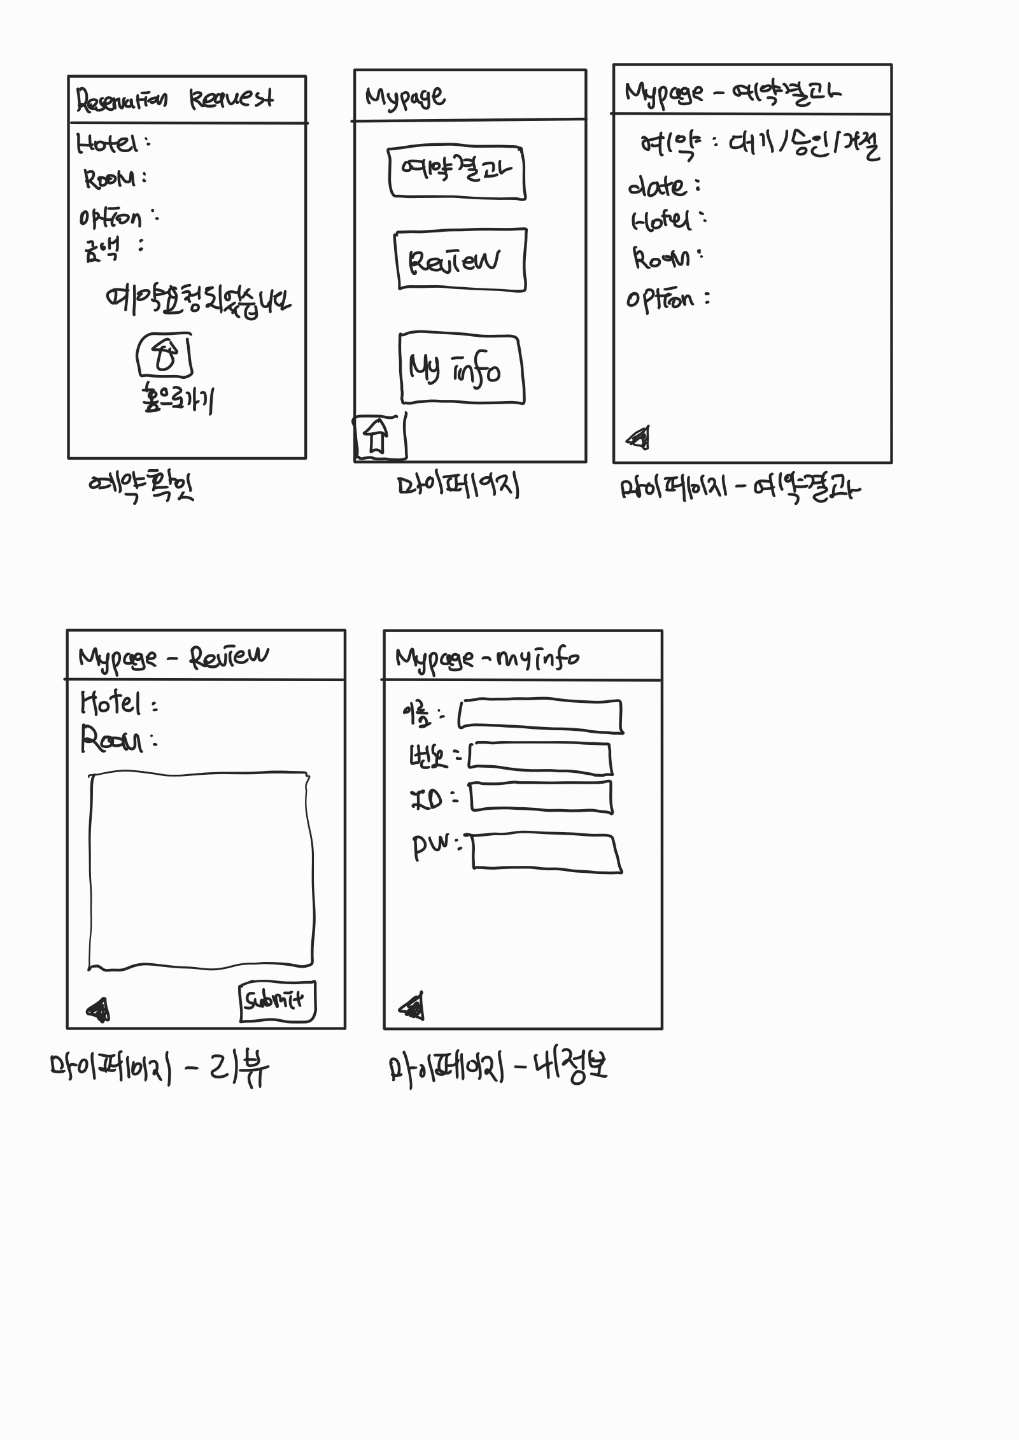 Reservation Request
Hotel :
Room :
option :
금액 :
예약요청되었습니다
홈으로가기
예약확인
Mypage
예약결과
Review
My info
마이페이지
Mypage - 예약결과
예약 : 대기/승인/거절
date :
Hotel :
Room :
option :
마이페이지 - 예약결과
Mypage - Review
Hotel :
Room :
Submit
마이페이지 - 리뷰
Mypage - my info
이름 :
번호 :
ID :
PW :
마이페이지 - 내정보